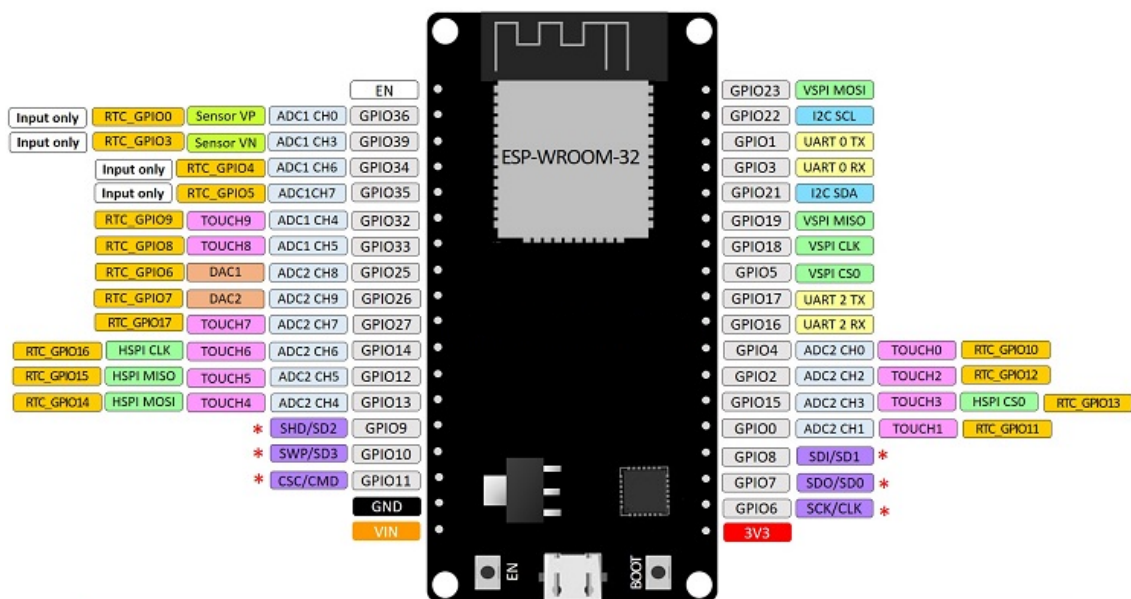 EN GPIO23 VSPI MOSI
Input only RTC_GPIO0 Sensor VP ADC1 CH0 GPIO36 GPIO22 I2C SCL
Input only RTC_GPIO3 Sensor VN ADC1 CH3 GPIO39 GPIO1 UART 0 TX
Input only RTC_GPIO4 ADC1 CH6 GPIO34 ESP-WROOM-32 GPIO3 UART 0 RX
Input only RTC_GPIO5 ADC1CH7 GPIO35 GPIO21 I2C SDA
RTC_GPIO9 TOUCH9 ADC1 CH4 GPIO32 GPIO19 VSPI MISO
RTC_GPIO8 TOUCH8 ADC1 CH5 GPIO33 GPIO18 VSPI CLK
RTC_GPIO6 DAC1 ADC2 CH8 GPIO25 GPIO5 VSPI CS0
RTC_GPIO7 DAC2 ADC2 CH9 GPIO26 GPIO17 UART 2 TX
RTC_GPIO17 TOUCH7 ADC2 CH7 GPIO27 GPIO16 UART 2 RX
RTC_GPIO16 HSPI CLK TOUCH6 ADC2 CH6 GPIO14 GPIO4 ADC2 CH0 TOUCH0 RTC_GPIO10
RTC_GPIO15 HSPI MISO TOUCH5 ADC2 CH5 GPIO12 GPIO2 ADC2 CH2 TOUCH2 RTC_GPIO12
RTC_GPIO14 HSPI MOSI TOUCH4 ADC2 CH4 GPIO13 GPIO15 ADC2 CH3 TOUCH3 HSPI CS0 RTC_GPIO13
* SHD/SD2 GPIO9 GPIO0 ADC2 CH1 TOUCH1 RTC_GPIO11
* SWP/SD3 GPIO10 GPIO8 SDI/SD1 *
* CSC/CMD GPIO11 GPIO7 SDO/SD0 *
GND GPIO6 SCK/CLK *
VIN 3V3
EN BOOT